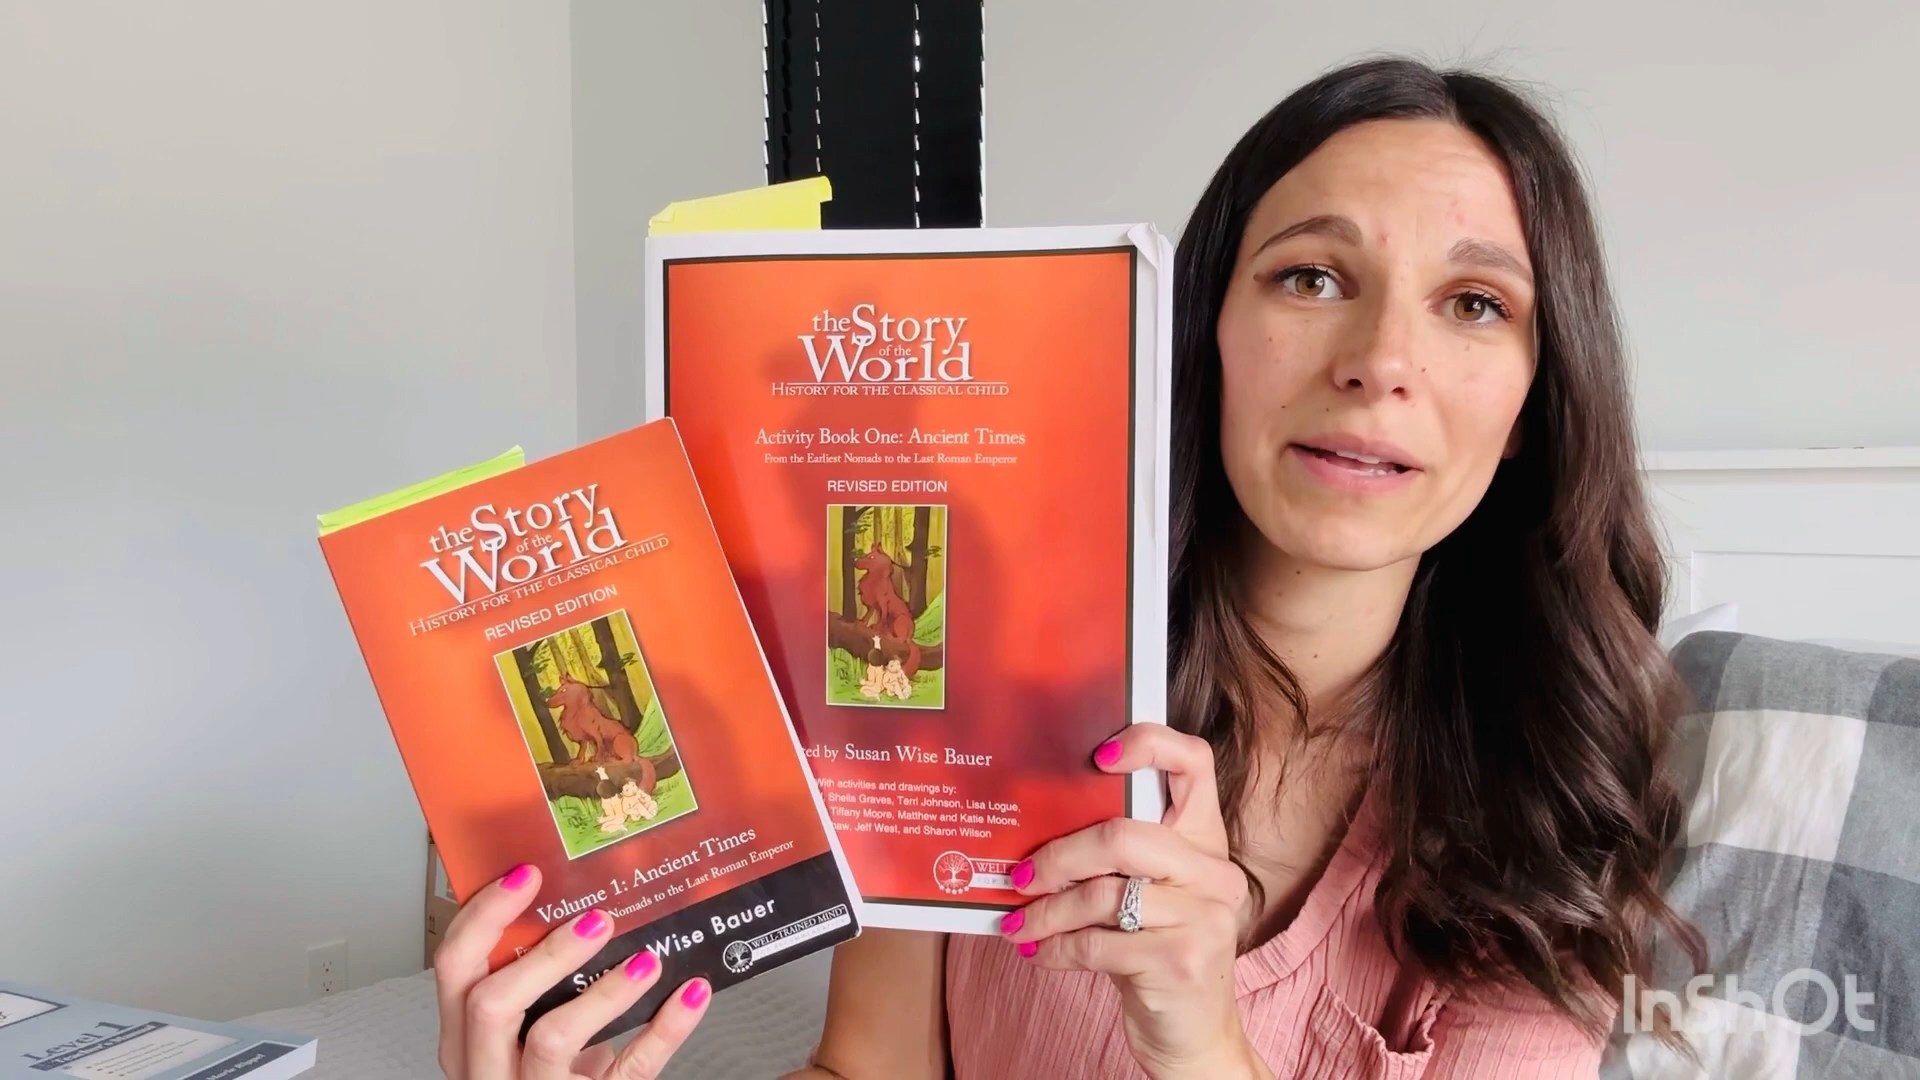 the Story
of the
World
HISTORY FOR THE CLASSICAL CHILD
Activity Book One: Ancient Times
From the Earliest Nomads to the Last Roman Emperor
REVISED EDITION
by Susan Wise Bauer
With activities and drawings by:
Sheila Graves, Terri Johnson, Lisa Logue,
Tiffany Moore, Matthew and Katie Moore,
Jeff West, and Sharon Wilson
WELL
the Story
of the
World
HISTORY FOR THE CLASSICAL CHILD
REVISED EDITION
Volume 1: Ancient Times
Nomads to the Last Roman Emperor
Wise Bauer
WELL-TRAINED MIND
Level 1
InShOt